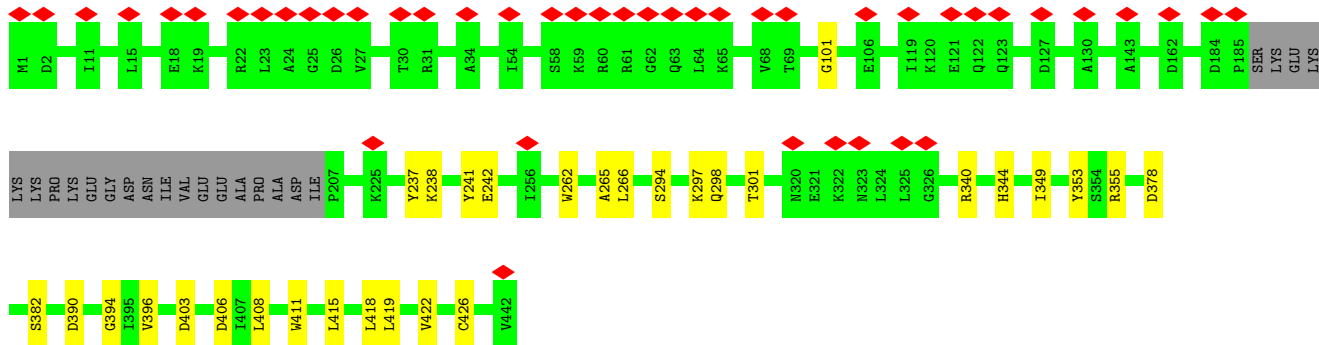 M1 D2 I11 L15 E18 K19 R22 L23 A24 G25 D26 V27 T30 R31 A34 I54 S58 K59 R60 R61 G62 Q63 L64 K65 V68 T69 G101 E106 I119 K120 E121 Q122 Q123 D127 A130 A143 D162 D184 P185 SER LYS GLU LYS
LYS LYS PRO LYS GLU GLY ASP ASN ILE VAL GLU GLU ALA PRO ALA ASP ILE P207 K225 Y237 K238 Y241 E242 I256 W262 A265 L266 S294 K297 Q298 T301 N320 E321 K322 N323 L324 L325 G326 R340 H344 I349 Y353 S354 R355 D378
S382 D390 G394 I395 V396 D403 D406 I407 L408 W411 L415 L418 L419 V422 C426 V442